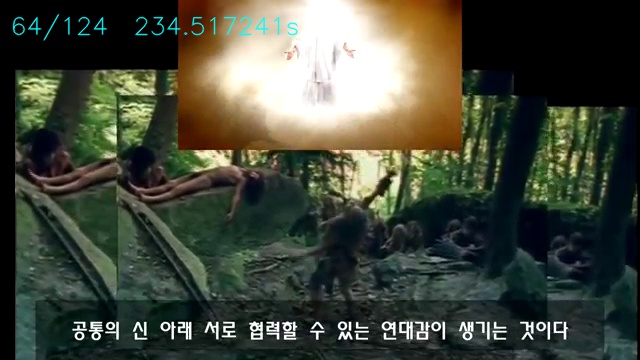 64/124 234.517241s
공통의 신 아래 서로 협력할 수 있는 연대감이 생기는 것이다